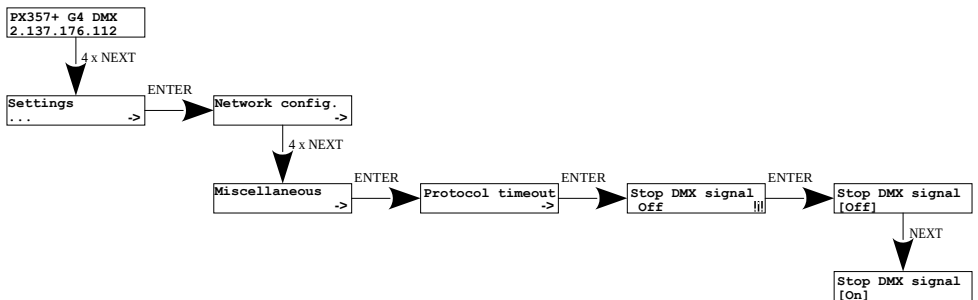 PX357+ G4 DMX
2.137.176.112
4 x NEXT
Settings
... ->
ENTER
Network config.
->
4 x NEXT
Miscellaneous
->
ENTER
Protocol timeout
->
ENTER
Stop DMX signal
Off !i!
ENTER
Stop DMX signal
[Off]
NEXT
Stop DMX signal
[On]